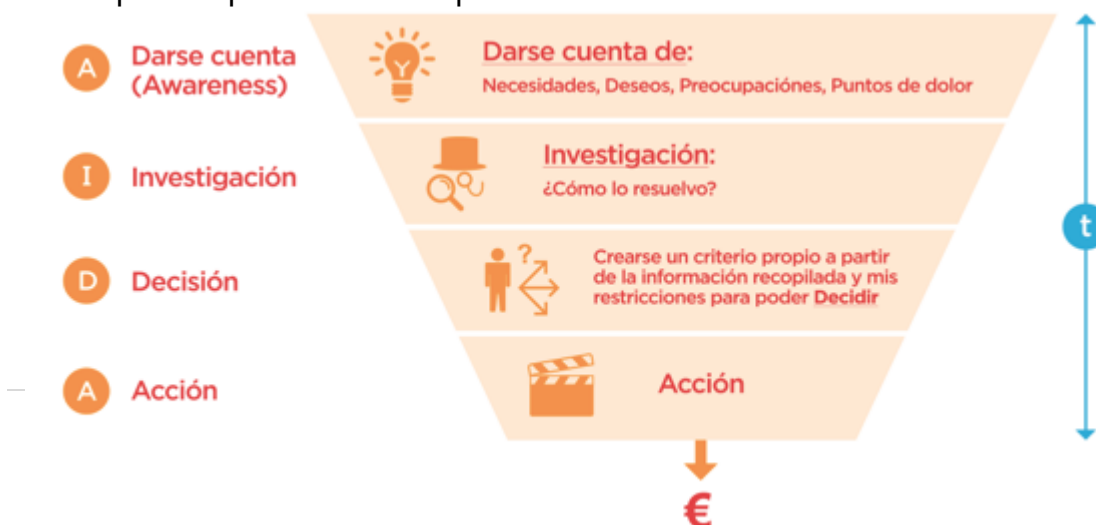 A
Darse cuenta
(Awareness)
Darse cuenta de:
Necesidades, Deseos, Preocupaciónes, Puntos de dolor
I
Investigación
Investigación:
¿Cómo lo resuelvo?
t
D
Decisión
?
Crearse un criterio propio a partir
de la información recopilada y mis
restricciones para poder Decidir
A
Acción
Acción
€